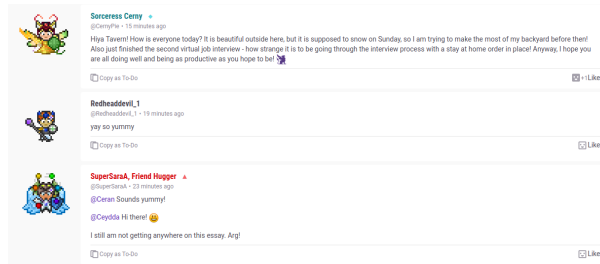 Sorceress Cerny
@CernyPie • 15 minutes ago
Hiya Tavern! How is everyone today? It is beautiful outside here, but it is supposed to snow on Sunday, so I am trying to make the most of my backyard before then!
Also just finished the second virtual job interview - how strange it is to be going through the interview process with a stay at home order in place! Anyway, I hope you
are all doing well and being as productive as you hope to be!
Copy as To-Do
+1 Like
Redheaddevil_1
@Redheaddevil_1 • 19 minutes ago
yay so yummy
Copy as To-Do
Like
SuperSaraA, Friend Hugger
@SuperSaraA • 23 minutes ago
@Ceran Sounds yummy!
@Ceydda Hi there!
I still am not getting anywhere on this essay. Arg!
Copy as To-Do
Like